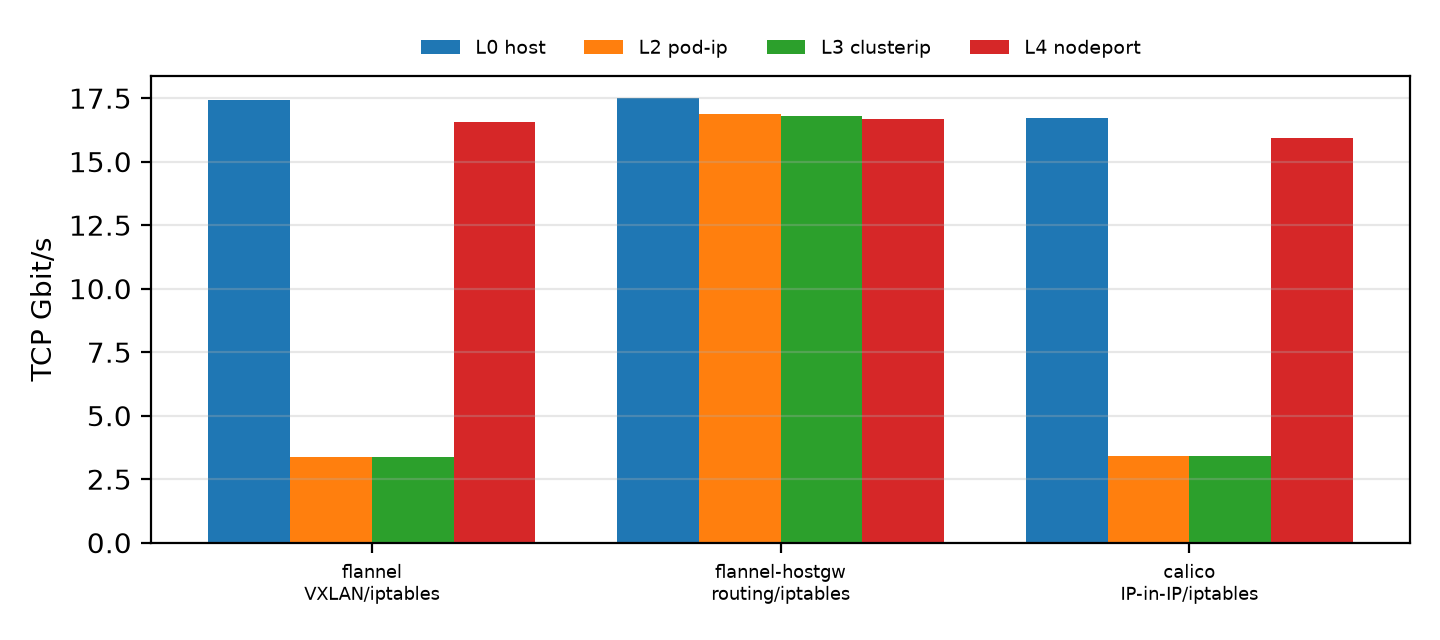 L0 host L2 pod-ip L3 clusterip L4 nodeport
TCP Gbit/s
17.5
15.0
12.5
10.0
7.5
5.0
2.5
0.0
flannel
VXLAN/iptables
flannel-hostgw
routing/iptables
calico
IP-in-IP/iptables